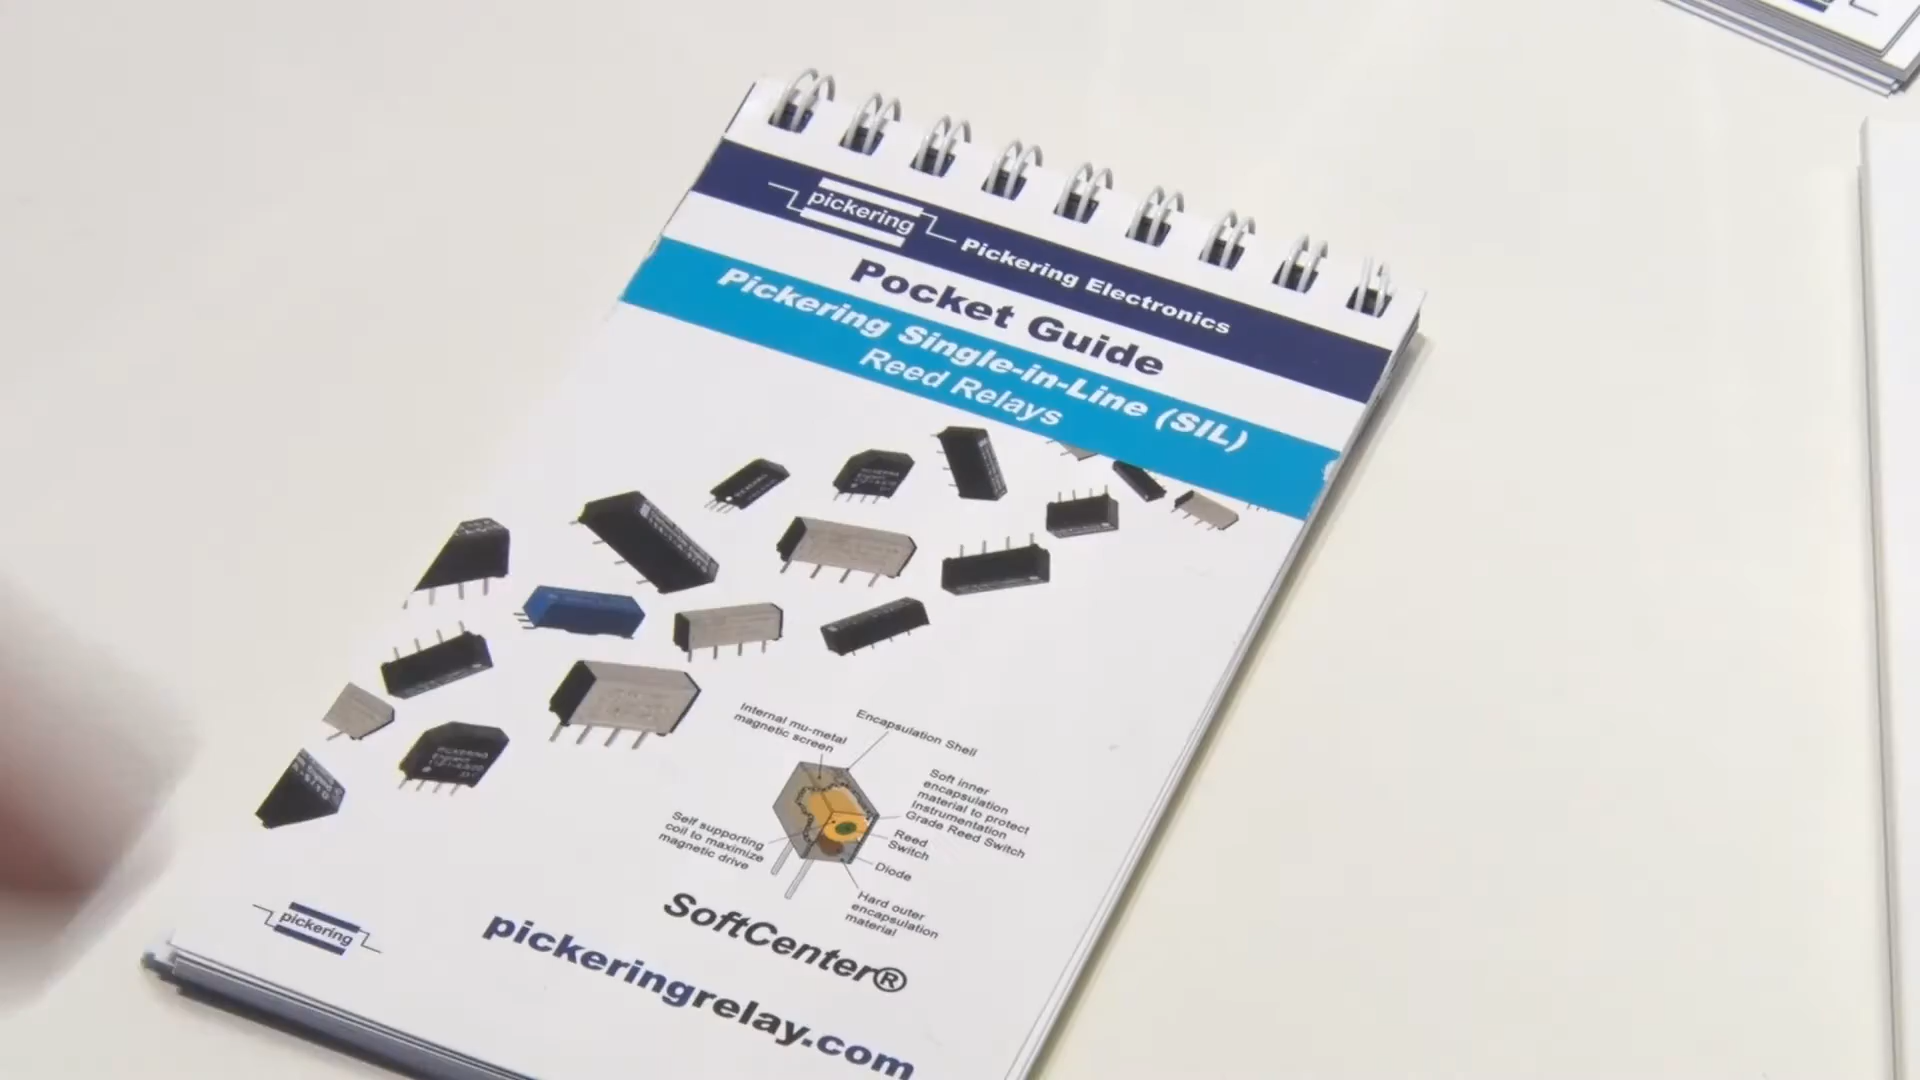 pickering
Pickering Electronics
Pocket Guide
Pickering Single-in-Line (SIL)
Reed Relays
Internal mu-metal
magnetic screen
Encapsulation Shell
Soft inner
encapsulation
material to protect
Instrumentation
Grade Reed Switch
Self supporting
coil to maximize
magnetic drive
Reed
Switch
Diode
Hard outer
encapsulation
material
SoftCenter®
pickering
pickeringrelay.com